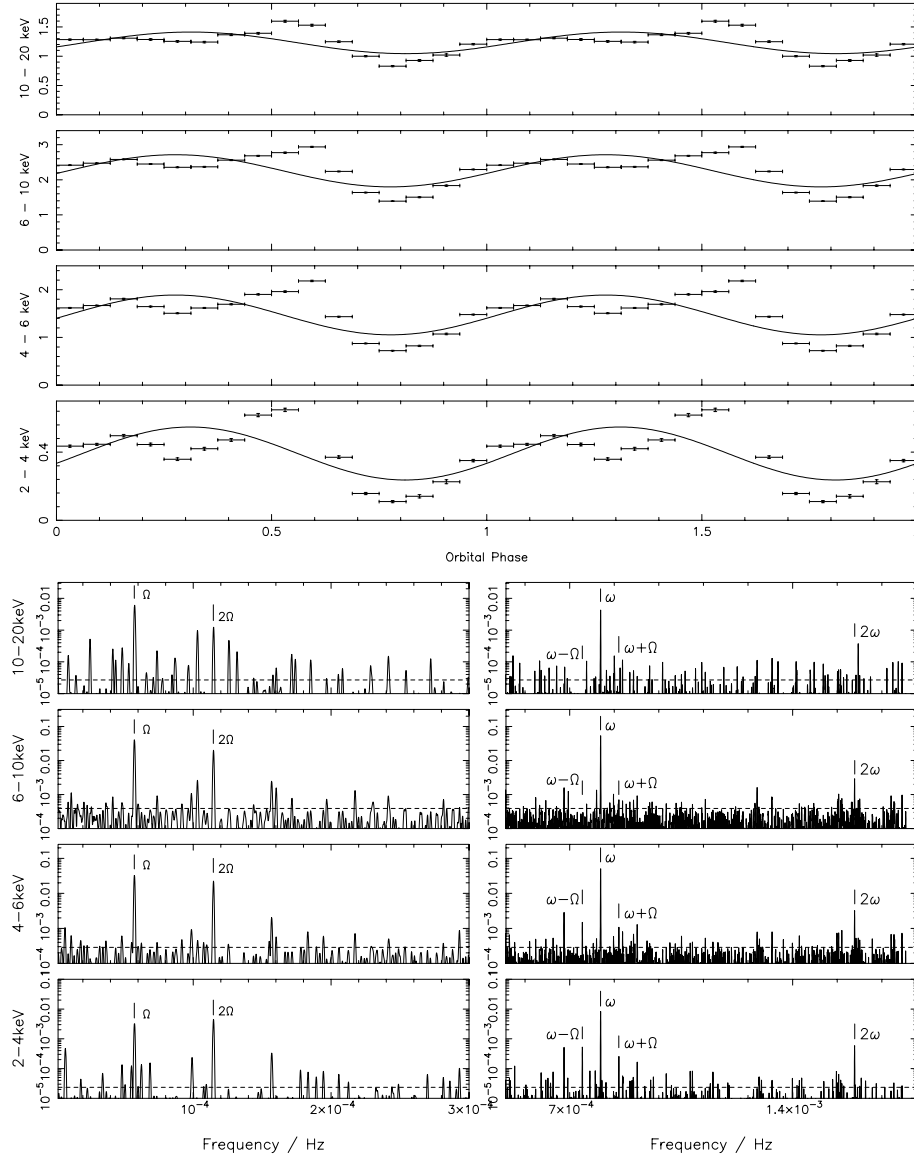 10 − 20 keV
0 0.5 1 1.5
6 − 10 keV
0 1 2 3
4 − 6 keV
0 1 2
2 − 4 keV
0 0.4
0 0.5 1 1.5
Orbital Phase
10−20keV
10⁻⁵ 10⁻⁴ 10⁻³ 0.01
Ω
2Ω
ω−Ω
ω
ω+Ω
2ω
6−10keV
10⁻⁴ 10⁻³ 0.01 0.1
Ω
2Ω
ω−Ω
ω
ω+Ω
2ω
4−6keV
10⁻⁴ 10⁻³ 0.01 0.1
Ω
2Ω
ω−Ω
ω
ω+Ω
2ω
2−4keV
10⁻⁵ 10⁻⁴ 10⁻³ 0.01 0.10
Ω
2Ω
ω−Ω
ω
ω+Ω
2ω
10⁻⁴ 2×10⁻⁴
7×10⁻⁴ 1.4×10⁻³
Frequency / Hz
Frequency / Hz